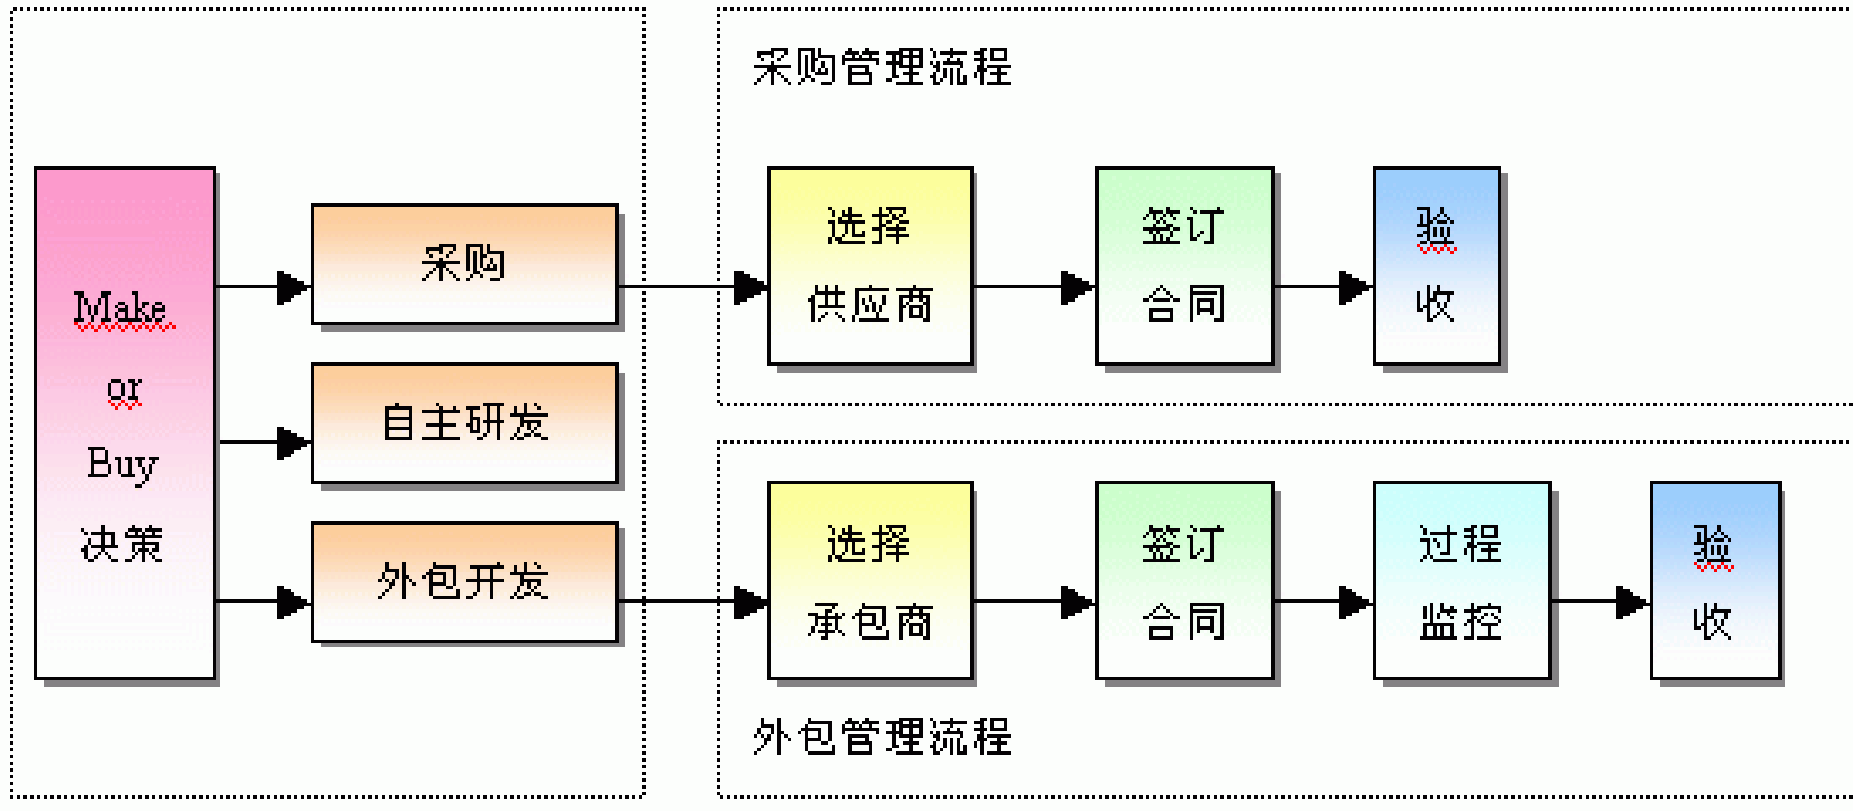 Make
or
Buy
决策
采购
自主研发
外包开发
采购管理流程
选择
供应商
签订
合同
验
收
选择
承包商
签订
合同
过程
监控
验
收
外包管理流程